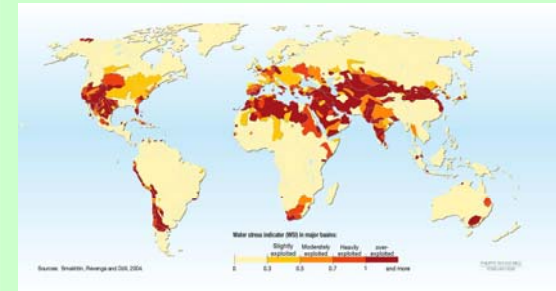 Water stress indicator (WSI) in major basins:
Slightly exploited
Moderately exploited
Heavily exploited
over-exploited
0 0.3 0.5 0.7 1 and more
Sources: Smakhtin, Revenga and Döll, 2004.